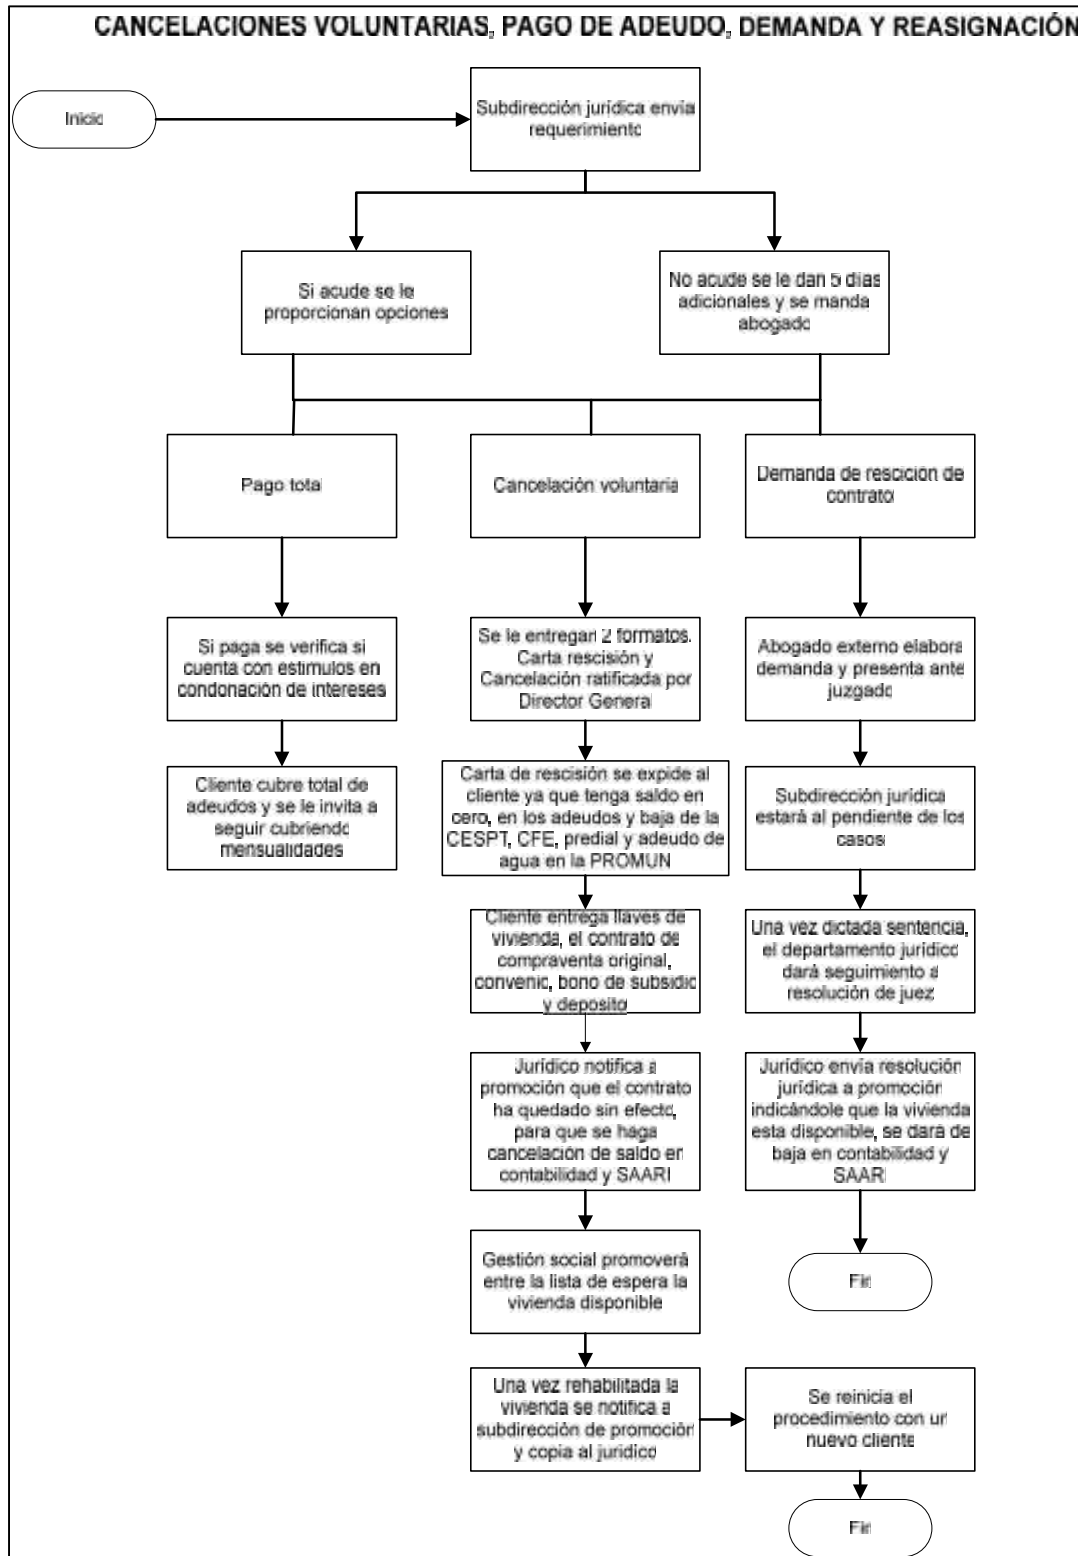 CANCELACIONES VOLUNTARIAS, PAGO DE ADEUDO, DEMANDA Y REASIGNACIÓN
Inicio
Subdirección jurídica envía
requerimiento
Si acude se le
proporcionan opciones
No acude se le dan 5 días
adicionales y se manda
abogado
Pago total
Cancelación voluntaria
Demanda de rescición de
contrato
Si paga se verifica si
cuenta con estimulos en
condonación de intereses
Se le entregan 2 formatos.
Carta rescisión y
Cancelación ratificada por
Director General
Abogado externo elabora
demanda y presenta ante
juzgado
Cliente cubre total de
adeudos y se le invita a
seguir cubriendo
mensualidades
Carta de rescisión se expide al
cliente ya que tenga saldo en
cero, en los adeudos y baja de la
CESPT, CFE, predial y adeudo de
agua en la PROMUN
Subdirección jurídica
estará al pendiente de los
casos
Cliente entrega llaves de
vivienda, el contrato de
compraventa original,
convenio, bono de subsidio
y deposito
Una vez dictada sentencia,
el departamento jurídico
dará seguimiento a
resolución de juez
Jurídico notifica a
promoción que el contrato
ha quedado sin efecto,
para que se haga
cancelación de saldo en
contabilidad y SAARI
Jurídico envía resolución
jurídica a promoción
indicándole que la vivienda
esta disponible, se dará de
baja en contabilidad y
SAARI
Gestión social promoverá
entre la lista de espera la
vivienda disponible
Fin
Una vez rehabilitada la
vivienda se notifica a
subdirección de promoción
y copia al jurídico
Se reinicia el
procedimiento con un
nuevo cliente
Fin